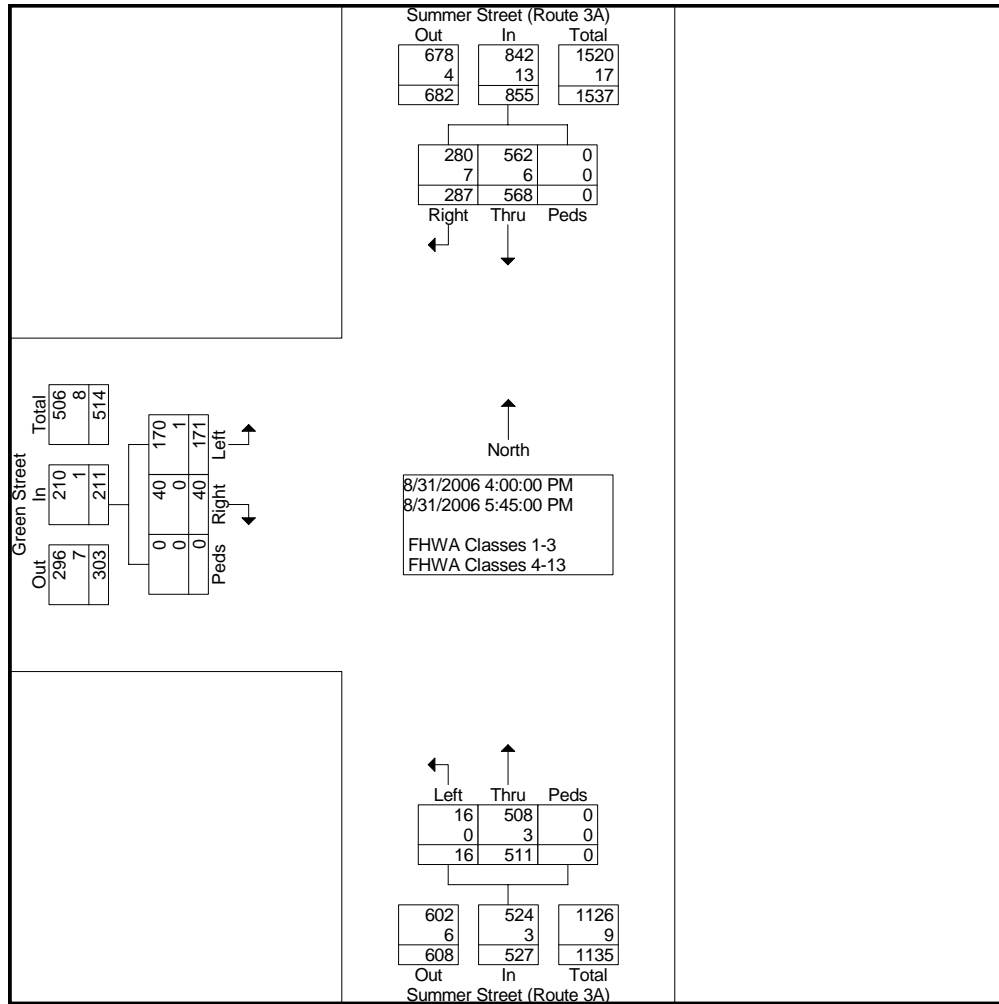 Summer Street (Route 3A)
Out In Total
678 842 1520
4 13 17
682 855 1537
280 562 0
7 6 0
287 568 0
Right Thru Peds
Green Street
Out In Total
296 210 506
7 1 8
303 211 514
0 40 170
0 0 1
0 40 171
Peds Right Left
North
8/31/2006 4:00:00 PM
8/31/2006 5:45:00 PM
FHWA Classes 1-3
FHWA Classes 4-13
Left Thru Peds
16 508 0
0 3 0
16 511 0
602 524 1126
6 3 9
608 527 1135
Out In Total
Summer Street (Route 3A)